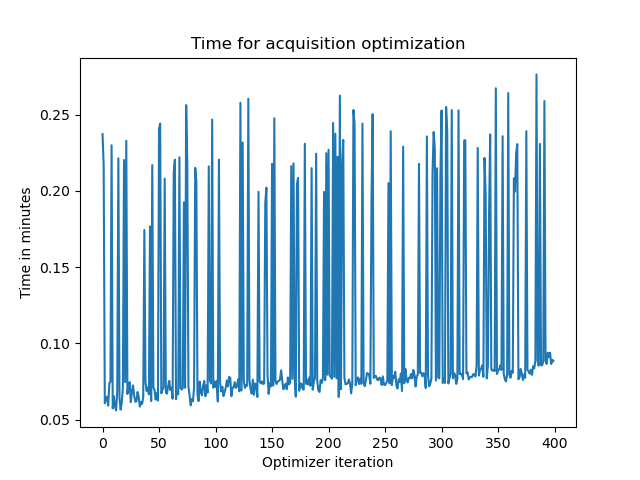 Time for acquisition optimization
0.25
0.20
0.15
0.10
0.05
Time in minutes
0 50 100 150 200 250 300 350 400
Optimizer iteration